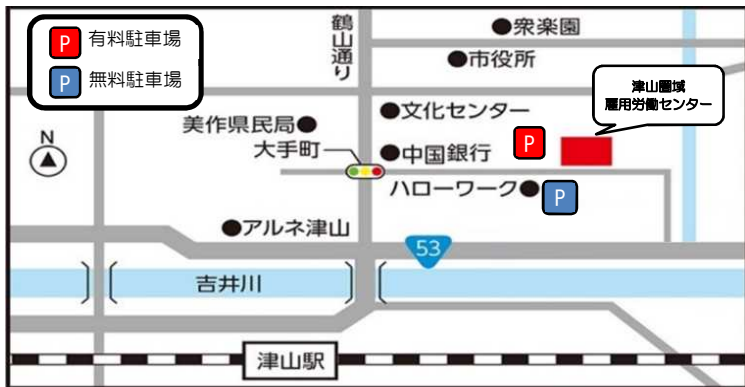 P 有料駐車場
P 無料駐車場
鶴山通り
●衆楽園
●市役所
津山圏域
雇用労働センター
●文化センター
美作県民局●
大手町
●中国銀行
P
N
ハローワーク●
P
●アルネ津山
53
吉井川
津山駅